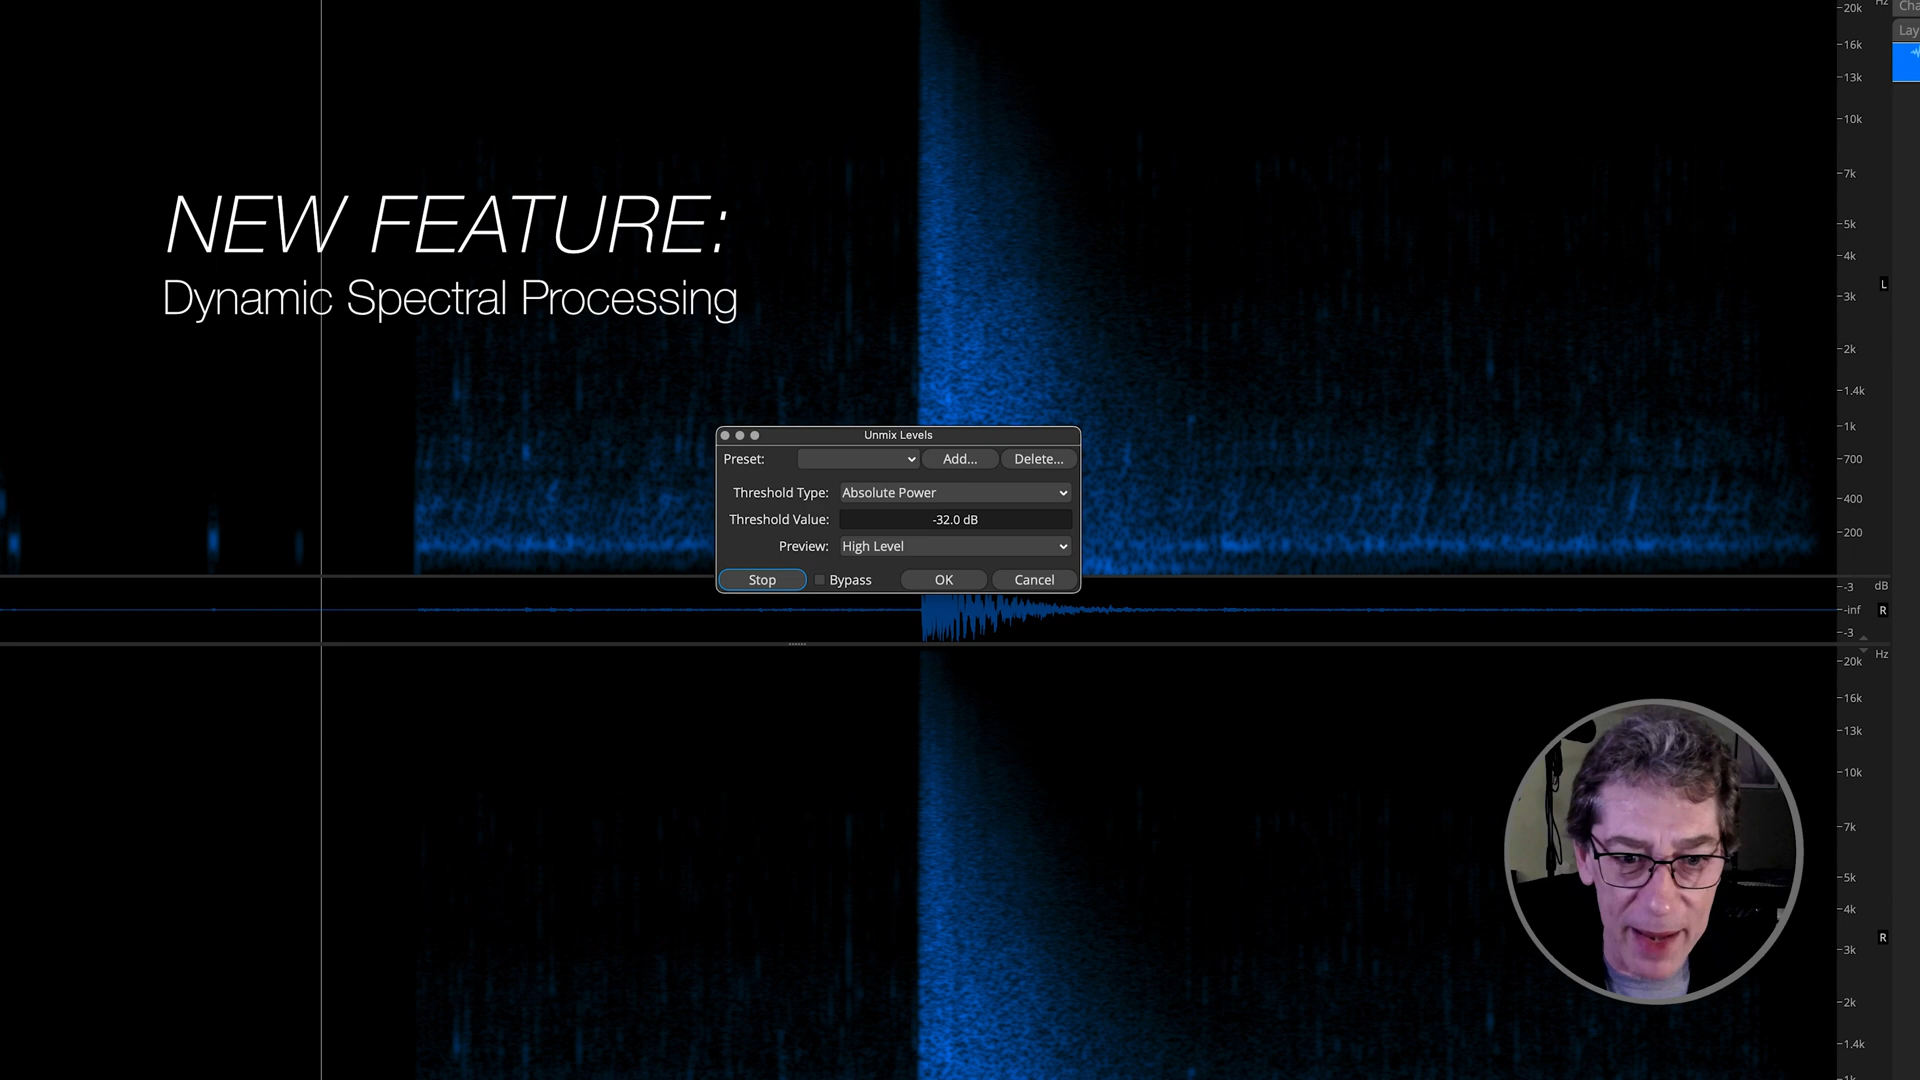 Hz
Cha
20k
Lay
16k
13k
10k
7k
NEW FEATURE:
5k
4k
Dynamic Spectral Processing
L
3k
2k
1.4k
1k
Unmix Levels
Preset:
Add...
Delete...
700
Threshold Type:
Absolute Power
400
Threshold Value:
-32.0 dB
200
Preview:
High Level
Stop
Bypass
OK
Cancel
-3
dB
-inf
R
-3
Hz
20k
16k
13k
10k
7k
5k
4k
R
3k
2k
1.4k
1k